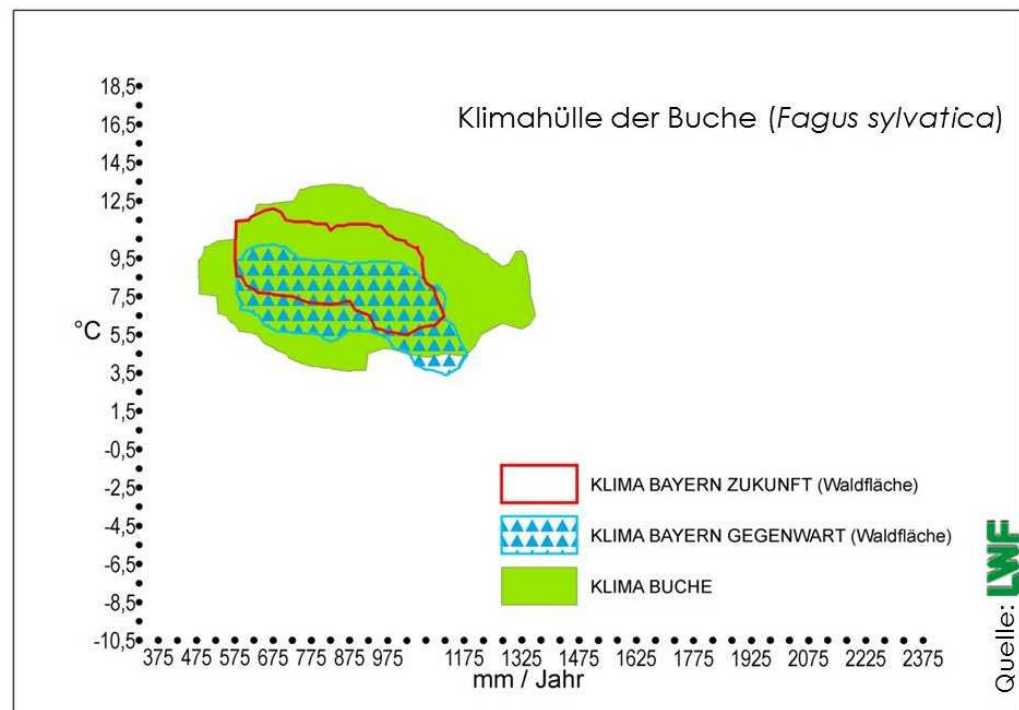 Klimahülle der Buche (Fagus sylvatica)
18,5
16,5
14,5
12,5
9,5
7,5
°C
5,5
3,5
1,5
-0,5
-2,5
-4,5
-6,5
-8,5
-10,5
375 475 575 675 775 875 975 1175 1325 1475 1625 1775 1925 2075 2225 2375
mm / Jahr
KLIMA BAYERN ZUKUNFT (Waldfläche)
KLIMA BAYERN GEGENWART (Waldfläche)
KLIMA BUCHE
Quelle: LWF